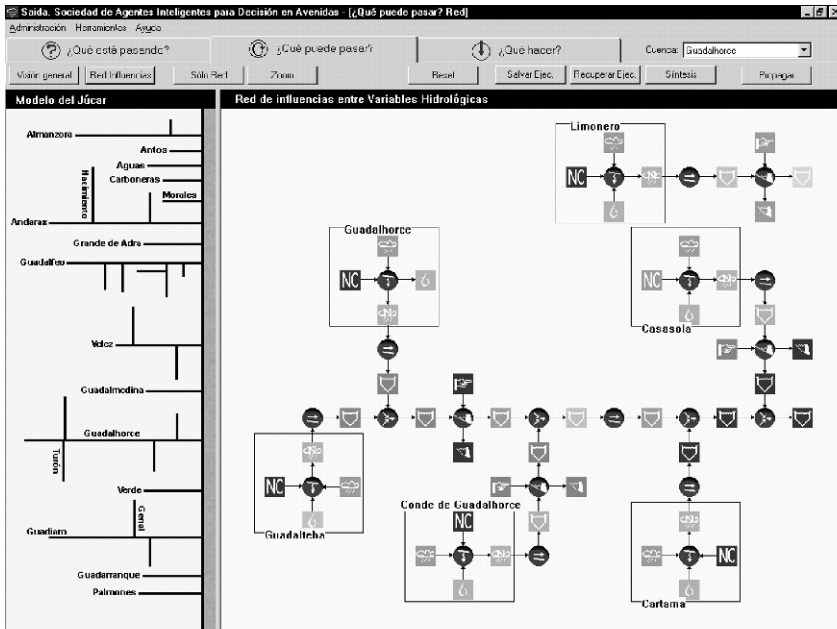 Saida. Sociedad de Agentes Inteligentes para Decisión en Avenidas - [¿Qué puede pasar? Red]
Administración Herramientas Ayuda
¿Qué está pasando? ¿Qué puede pasar? ¿Qué hacer? Cuenca: Guadalhorce
Visión general Red Influencias Sólo Red Zoom Reset Salvar Ejec. Recuperar Ejec. Síntesis Propagar
Modelo del Júcar
Almanzora
Antos
Aguas
Carboneras
Nacimiento
Morales
Andarax
Grande de Adra
Guadalfeo
Velez
Guadalmedina
Guadalhorce
Turón
Verde
Genal
Guadiaro
Guadarranque
Palmones
Red de influencias entre Variables Hidrológicas
Limonero
NC
Guadalhorce
NC
NC
Casasola
NC
Guadalteba
Conde de Guadalhorce
NC
NC
Cartama